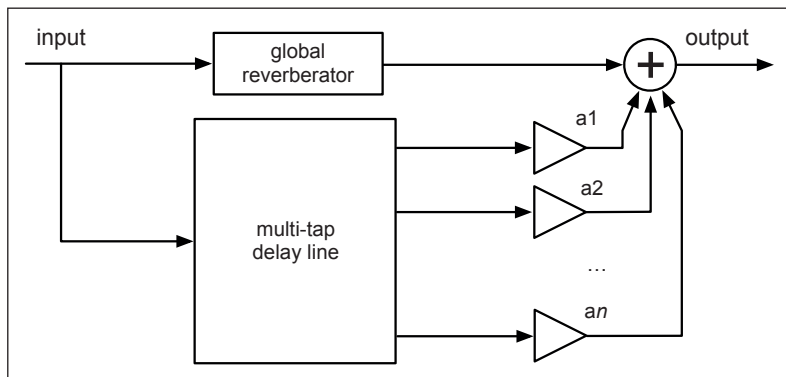 input
global
reverberator
+
output
a1
a2
multi-tap
delay line
...
an